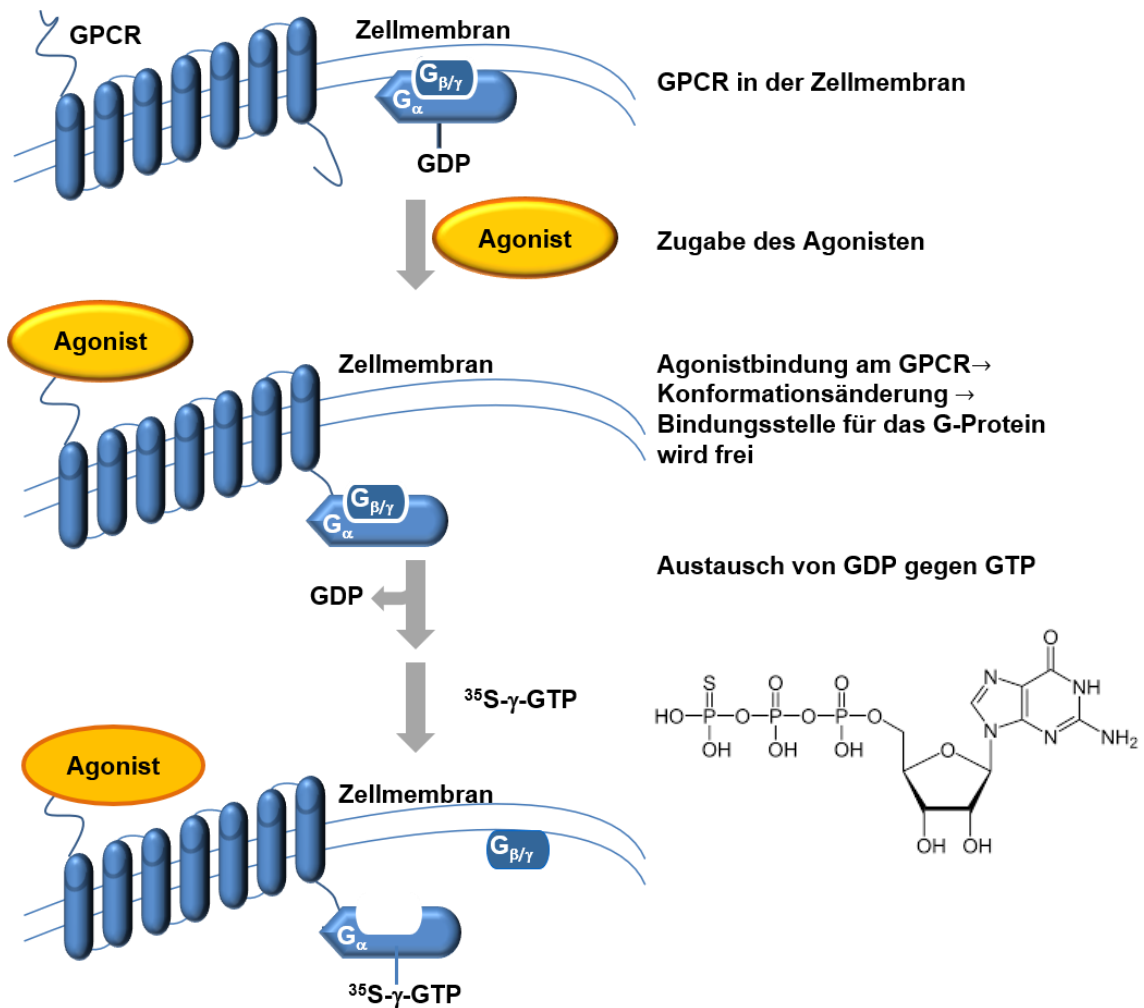 GPCR
Zellmembran
Gβ/γ
Gα
GDP
GPCR in der Zellmembran
Agonist
Zugabe des Agonisten
Agonist
Zellmembran
Gβ/γ
Gα
Agonistbindung am GPCR→
Konformationsänderung →
Bindungsstelle für das G-Protein
wird frei
GDP
Austausch von GDP gegen GTP
³⁵S-γ-GTP
S O O O
N NH
HO P O P O P O
N N NH₂
OH OH OH
O
OH OH
Agonist
Zellmembran
Gβ/γ
Gα
³⁵S-γ-GTP